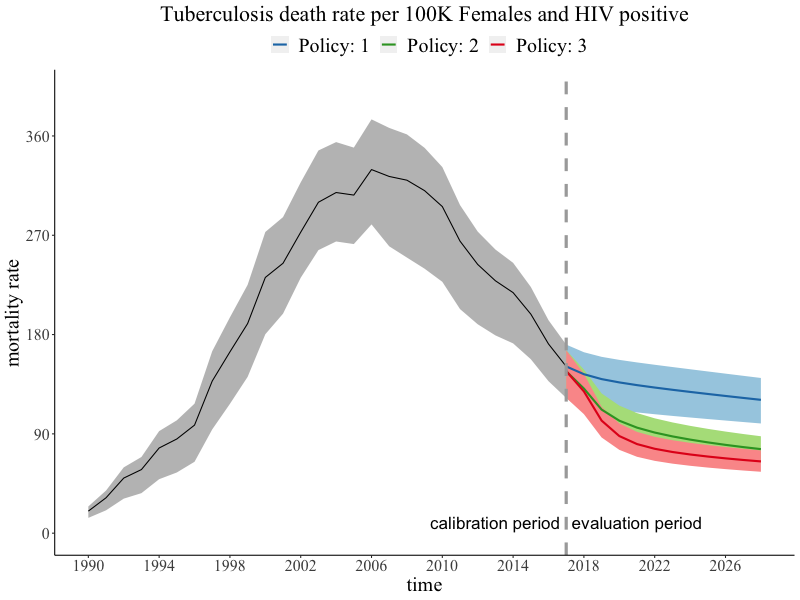 Tuberculosis death rate per 100K Females and HIV positive
Policy: 1 Policy: 2 Policy: 3
mortality rate
360
270
180
90
0
calibration period evaluation period
1990 1994 1998 2002 2006 2010 2014 2018 2022 2026
time